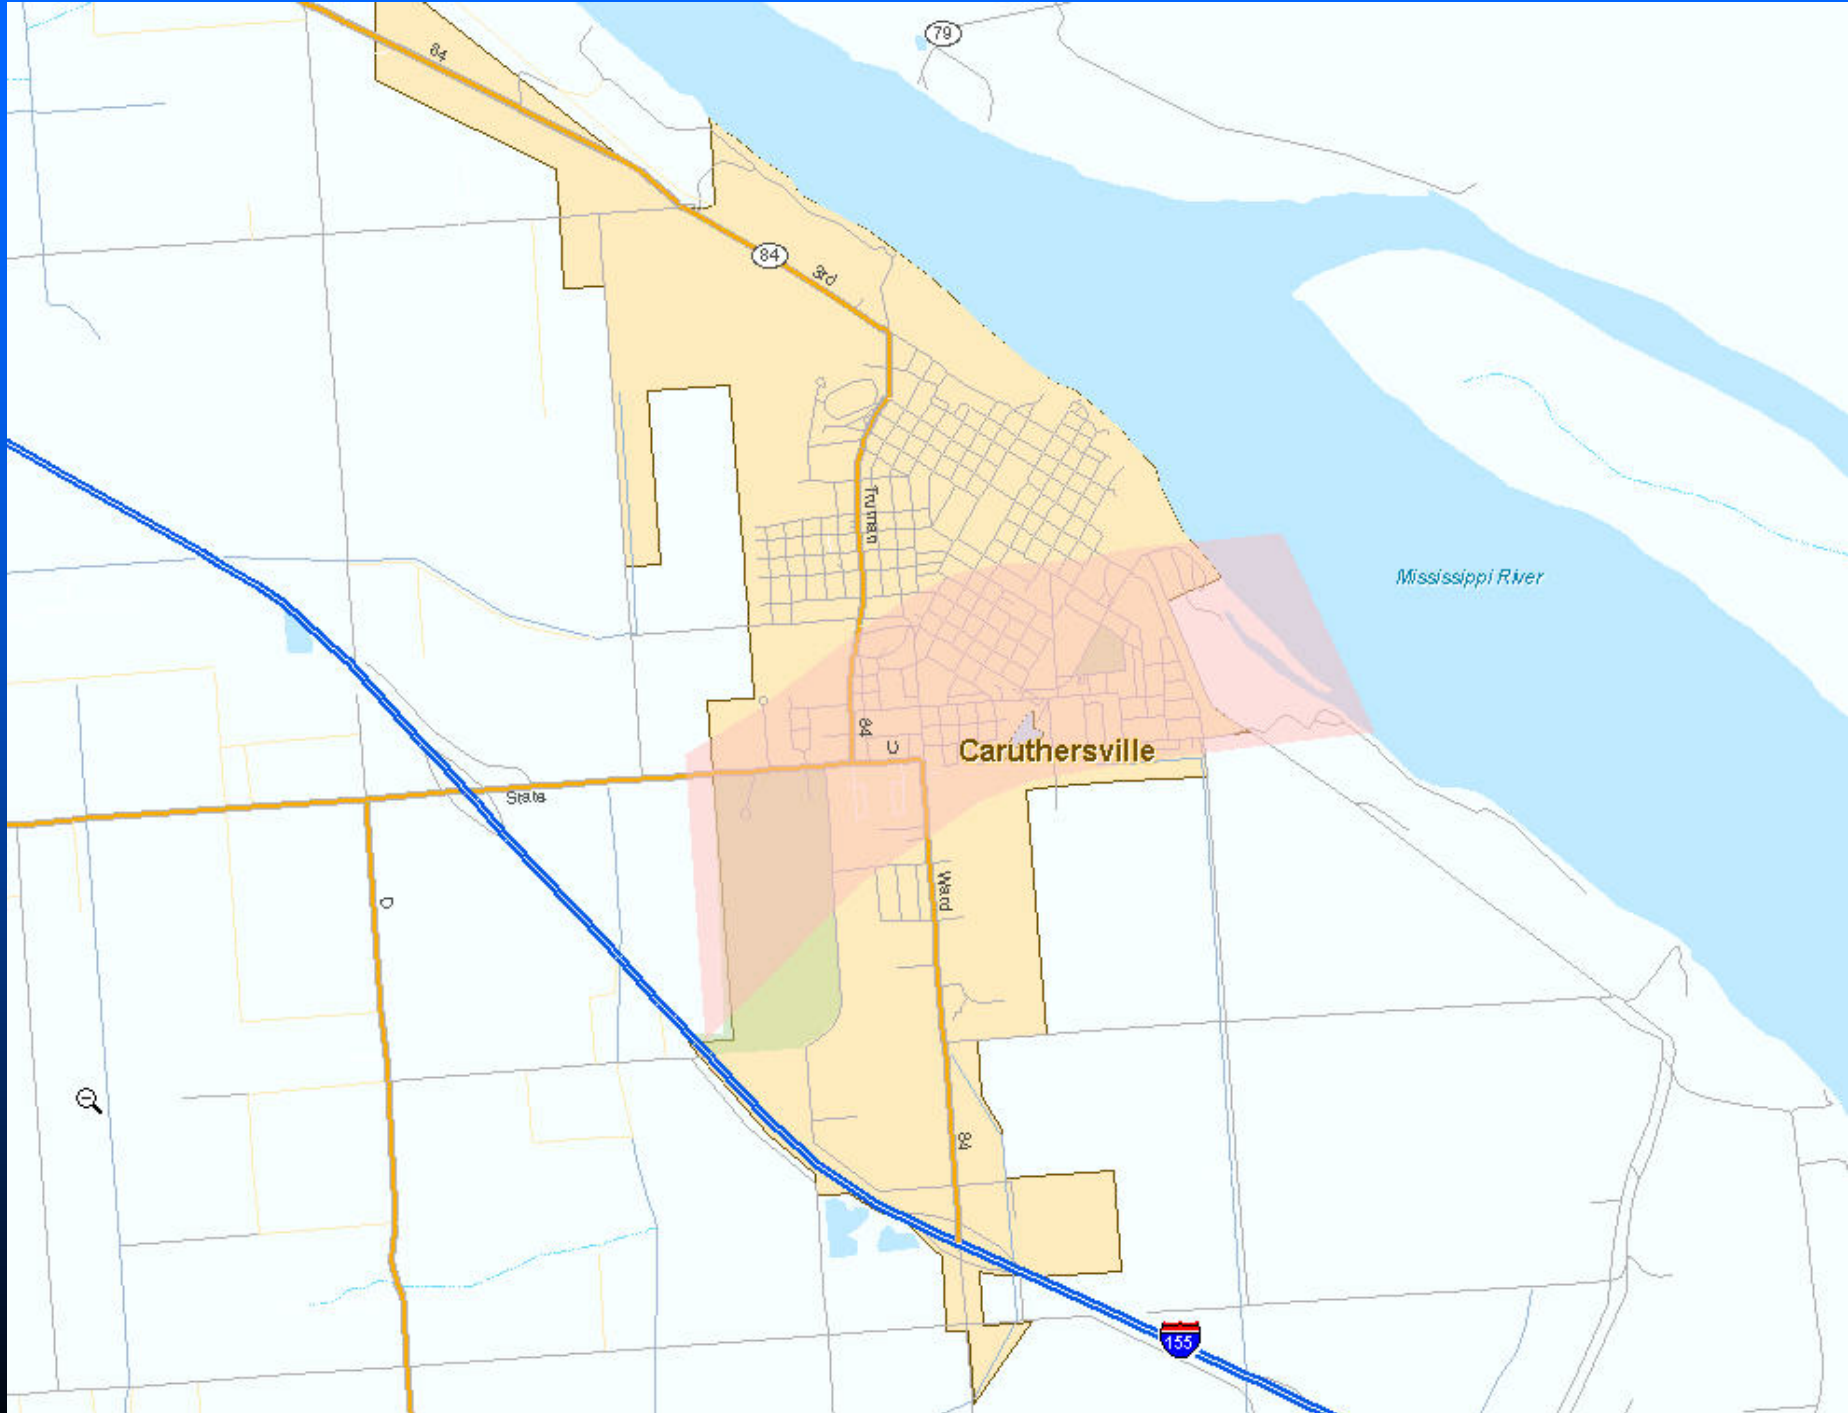 84
79
84
3rd
Truman
Mississippi River
84
D
Caruthersville
State
Ward
D
84
155